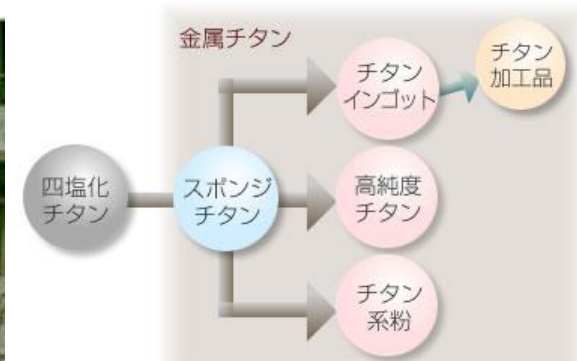 金属チタン
チタン
インゴット
チタン
加工品
四塩化
チタン
スポンジ
チタン
高純度
チタン
チタン
系粉